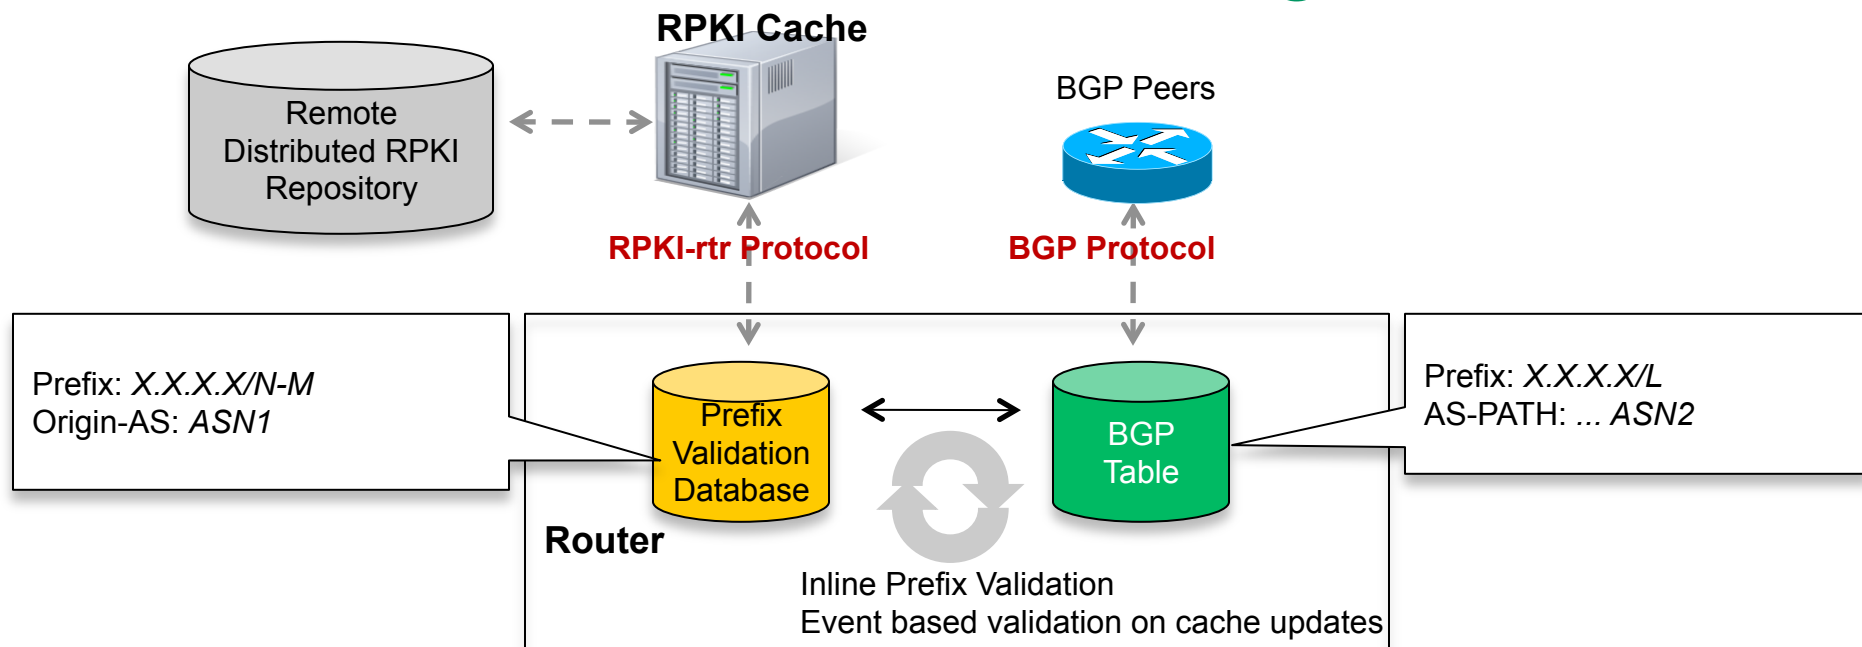 RPKI Cache
Remote
Distributed RPKI
Repository
BGP Peers
RPKI-rtr Protocol
BGP Protocol
Prefix: X.X.X.X/N-M
Origin-AS: ASN1
Prefix
Validation
Database
BGP
Table
Prefix: X.X.X.X/L
AS-PATH: ... ASN2
Router
Inline Prefix Validation
Event based validation on cache updates